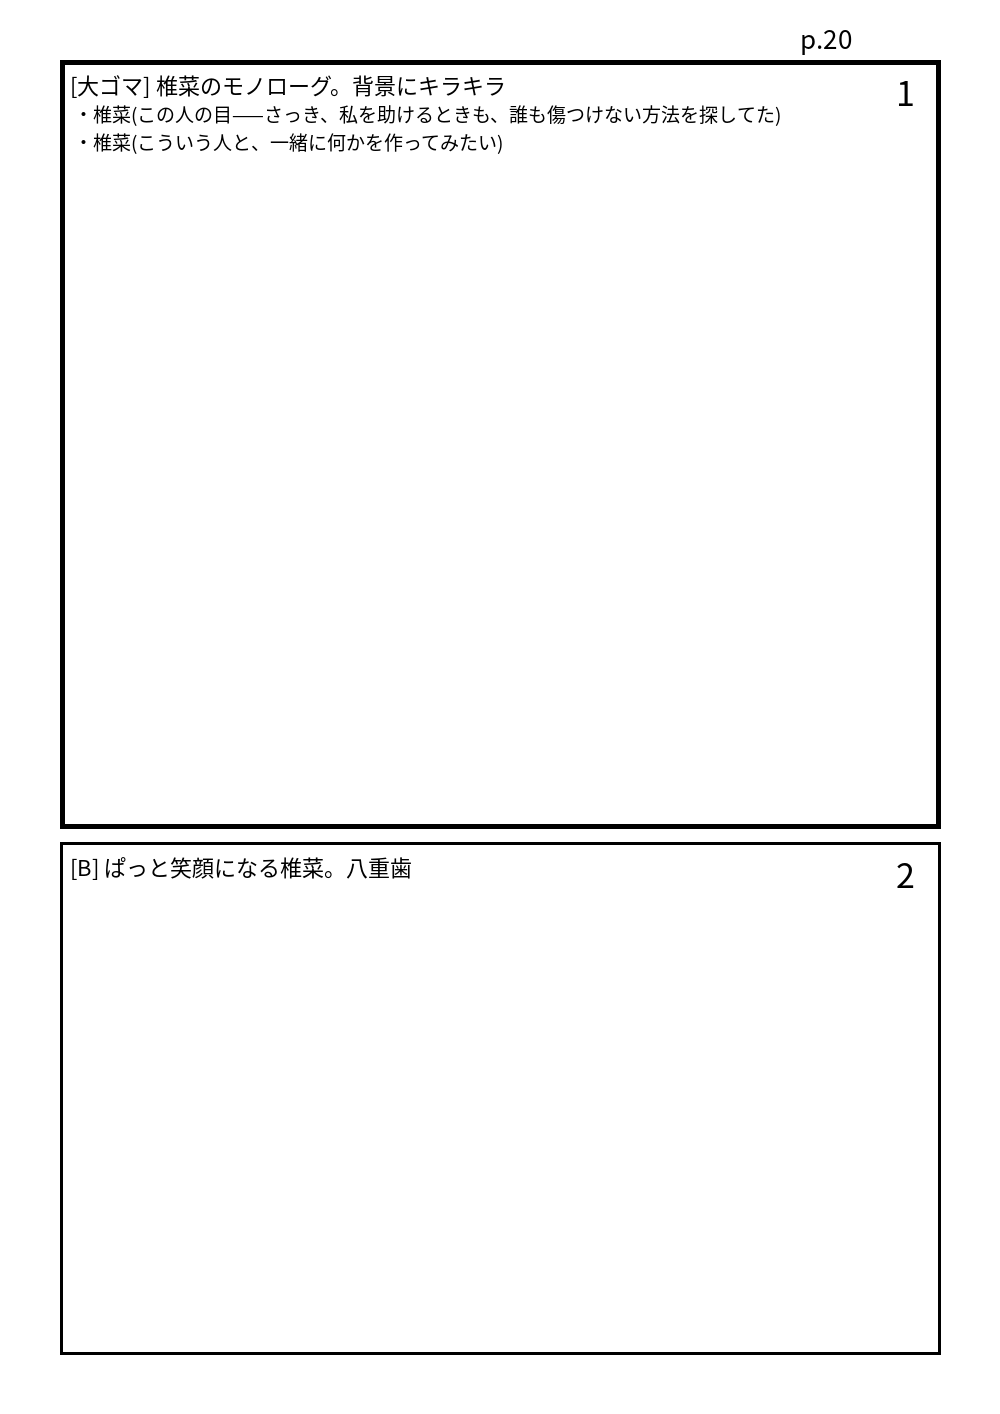 p.20
1
[大ゴマ] 椎菜のモノローグ。背景にキラキラ
・椎菜(この人の目——さっき、私を助けるときも、誰も傷つけない方法を探してた)
・椎菜(こういう人と、一緒に何かを作ってみたい)
2
[B] ぱっと笑顔になる椎菜。八重歯